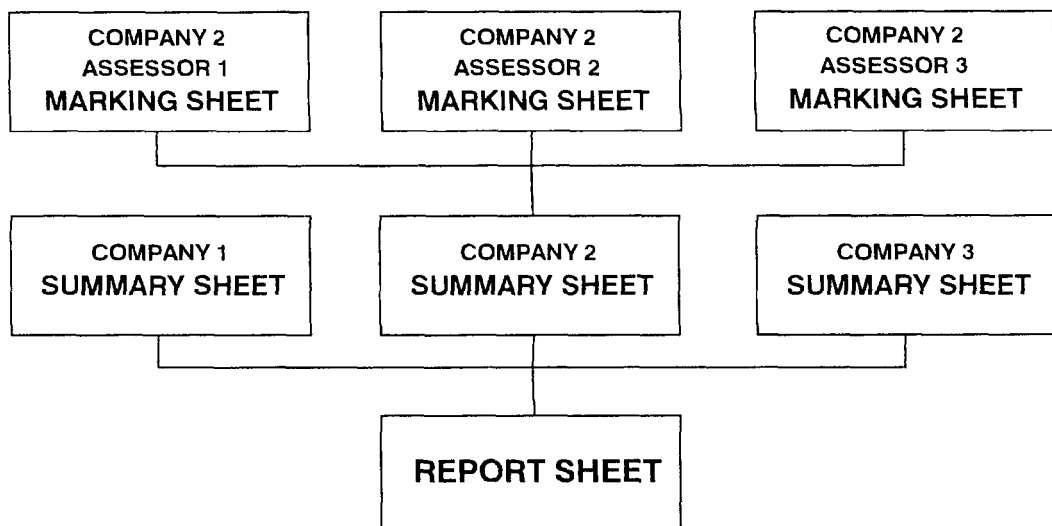 COMPANY 2
ASSESSOR 1
MARKING SHEET
COMPANY 2
ASSESSOR 2
MARKING SHEET
COMPANY 2
ASSESSOR 3
MARKING SHEET
COMPANY 1
SUMMARY SHEET
COMPANY 2
SUMMARY SHEET
COMPANY 3
SUMMARY SHEET
REPORT SHEET